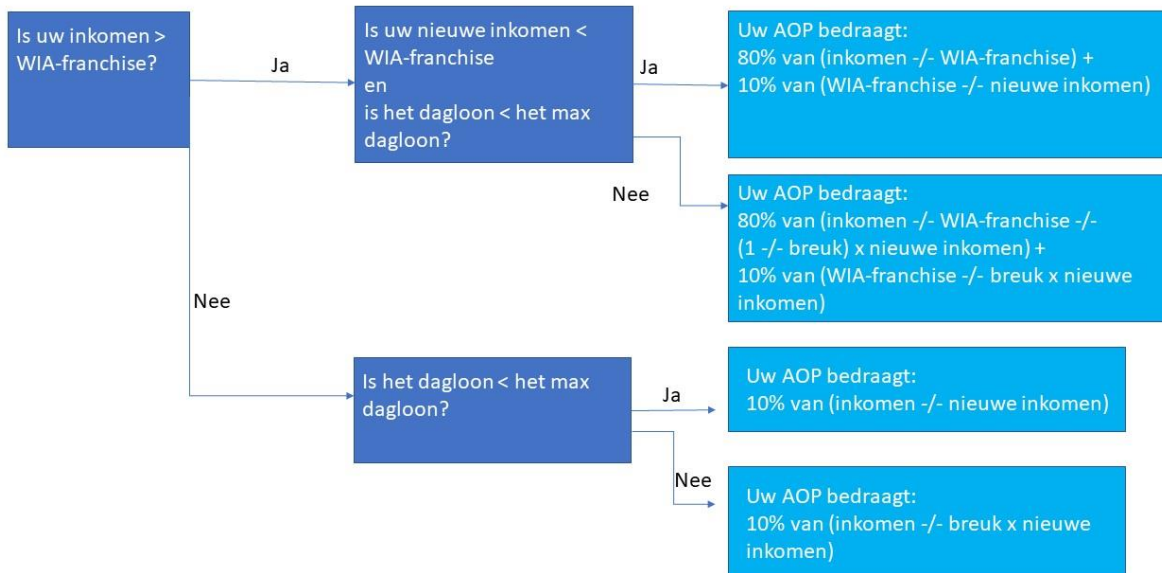 Is uw inkomen >
WIA-franchise?
Ja
Is uw nieuwe inkomen <
WIA-franchise
en
is het dagloon < het max
dagloon?
Ja
Uw AOP bedraagt:
80% van (inkomen -/- WIA-franchise) +
10% van (WIA-franchise -/- nieuwe inkomen)
Nee
Uw AOP bedraagt:
80% van (inkomen -/- WIA-franchise -/-
(1 -/- breuk) x nieuwe inkomen) +
10% van (WIA-franchise -/- breuk x nieuwe
inkomen)
Nee
Is het dagloon < het max
dagloon?
Ja
Uw AOP bedraagt:
10% van (inkomen -/- nieuwe inkomen)
Nee
Uw AOP bedraagt:
10% van (inkomen -/- breuk x nieuwe
inkomen)